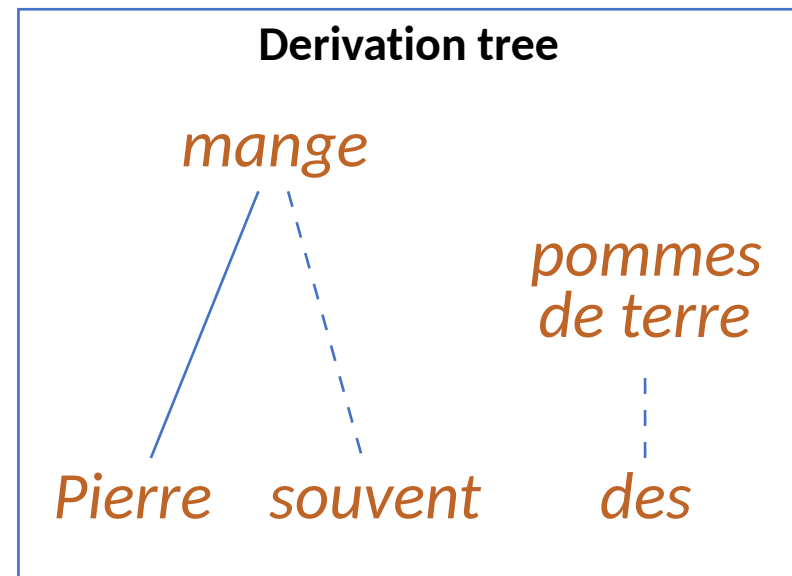 Derivation tree
mange
pommes
de terre
Pierre souvent des